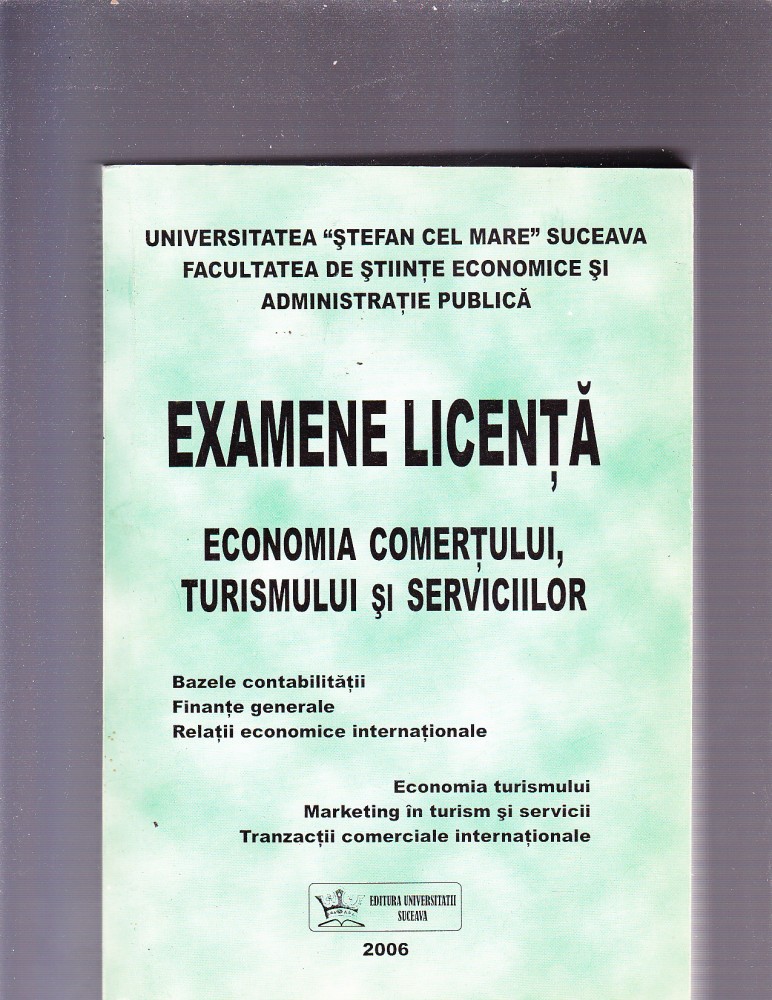 UNIVERSITATEA “ŞTEFAN CEL MARE” SUCEAVA
FACULTATEA DE ŞTIINŢE ECONOMICE ŞI
ADMINISTRAŢIE PUBLICĂ
EXAMENE LICENŢĂ
ECONOMIA COMERŢULUI,
TURISMULUI ŞI SERVICIILOR
Bazele contabilităţii
Finanţe generale
Relaţii economice internaţionale
Economia turismului
Marketing în turism şi servicii
Tranzacţii comerciale internaţionale
EDITURA UNIVERSITATII
SUCEAVA
2006